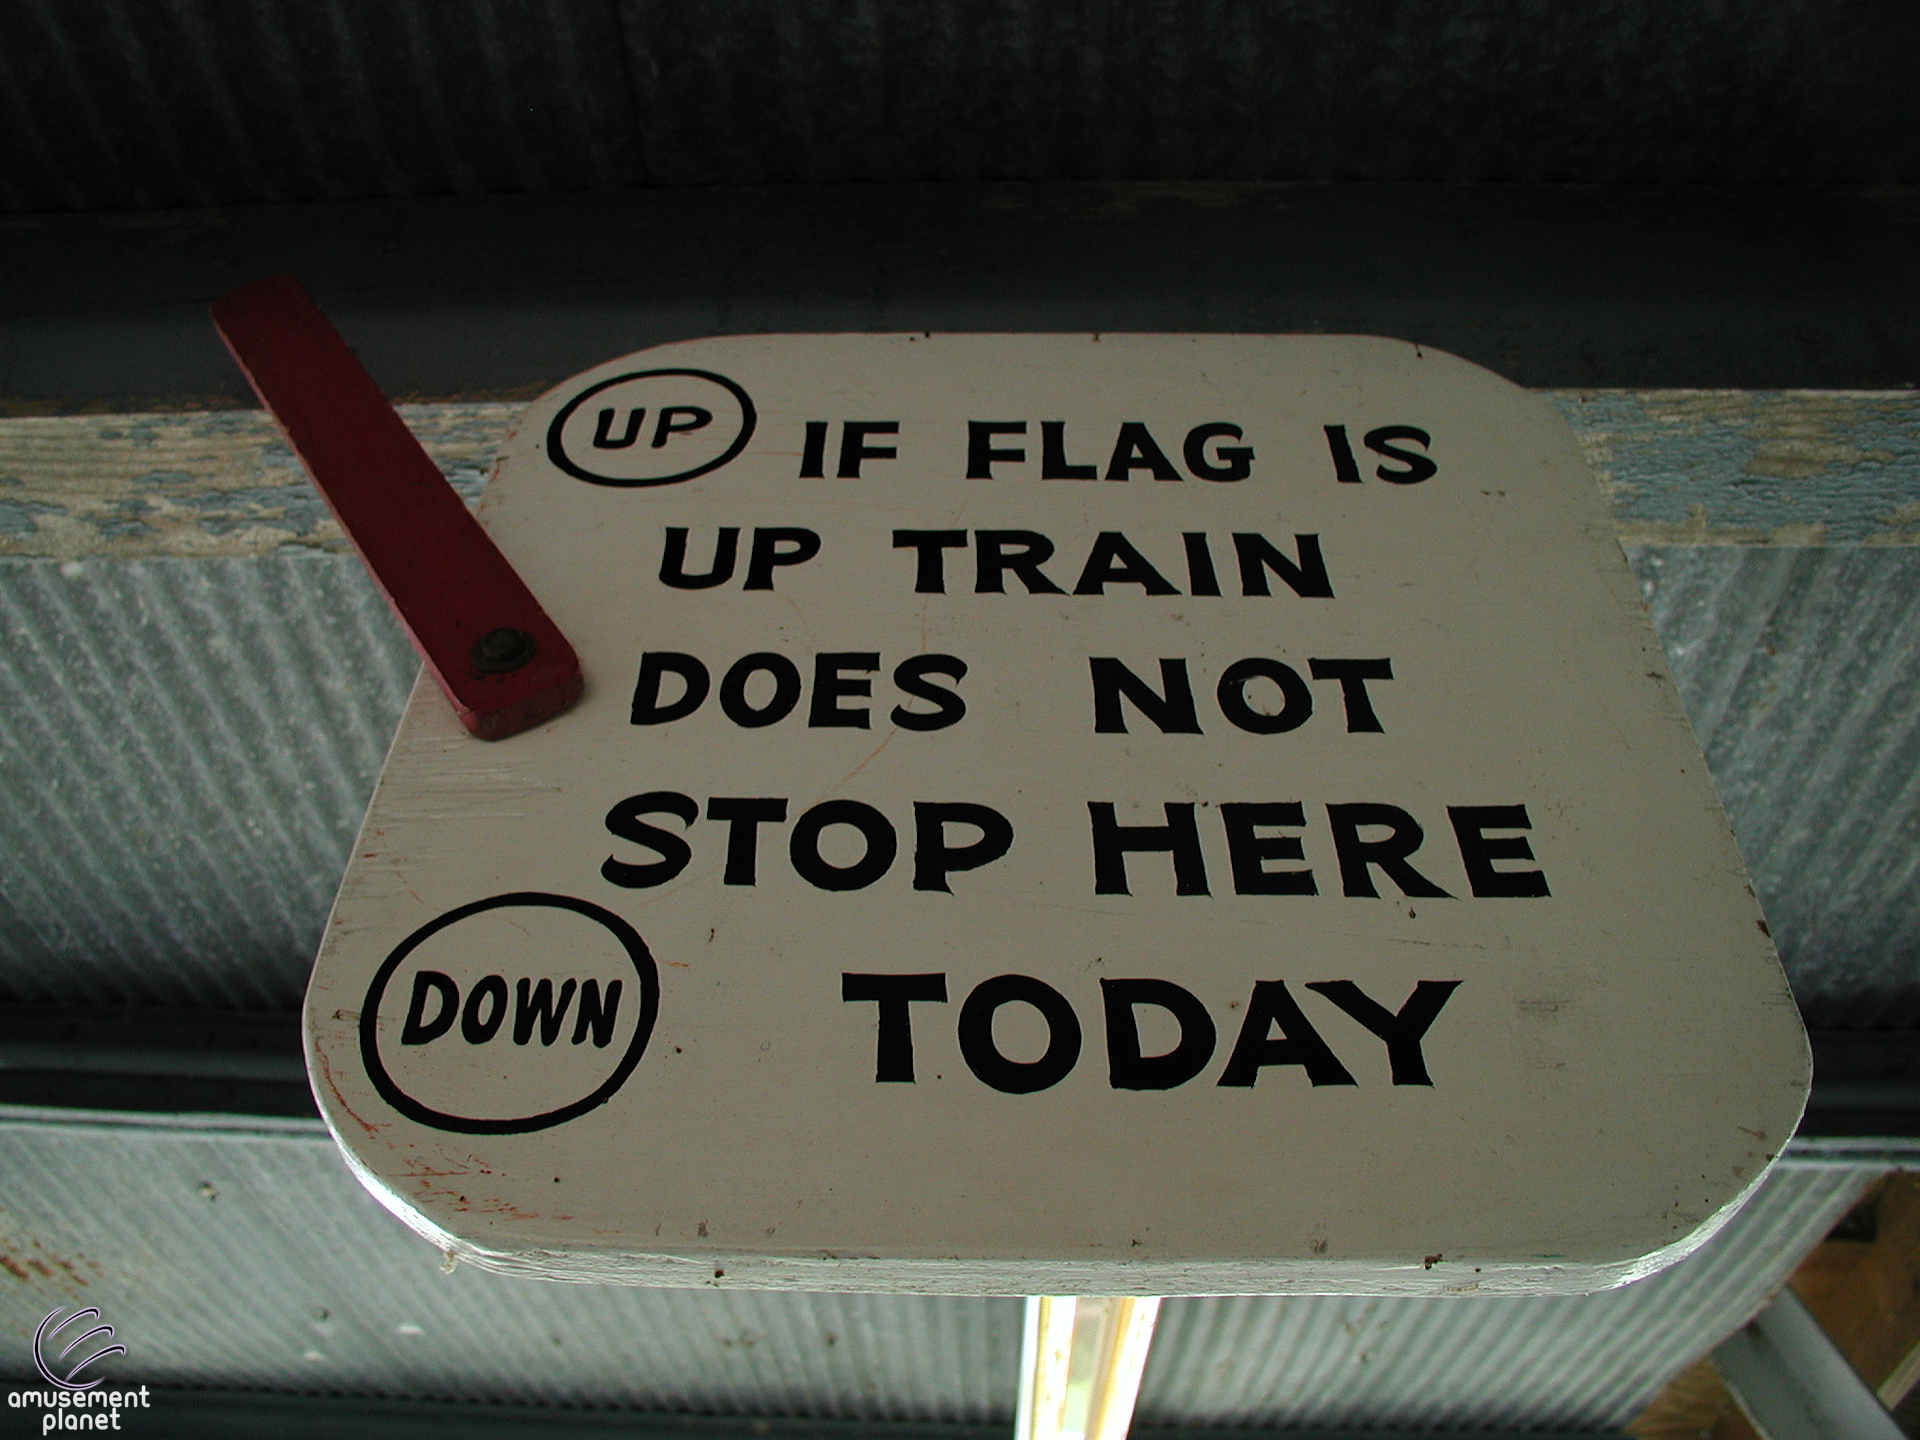 UP IF FLAG IS
UP TRAIN
DOES NOT
STOP HERE
DOWN TODAY
amusement
planet